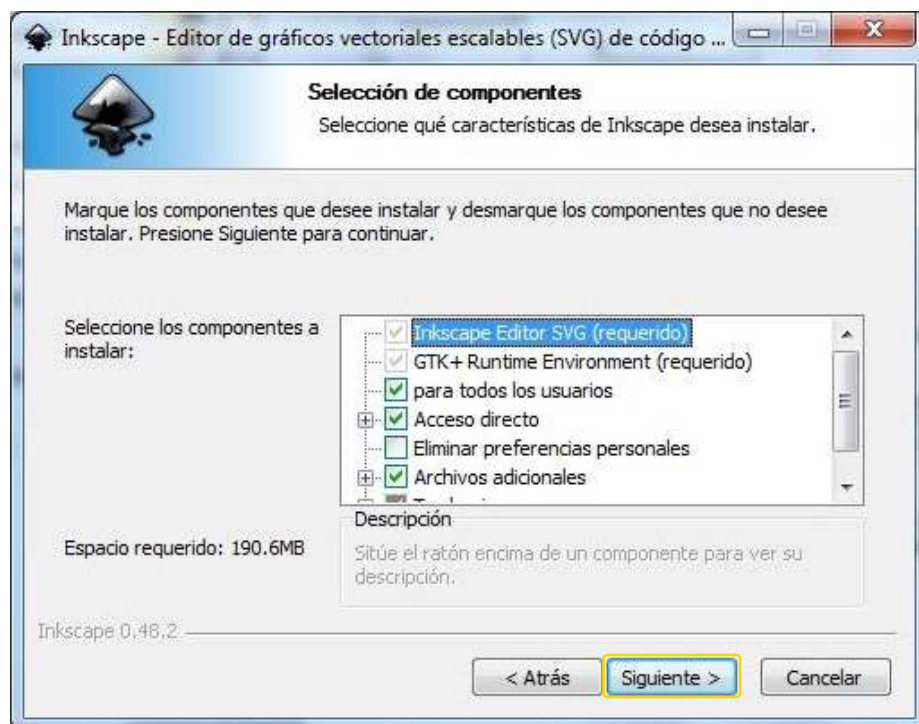 Inkscape - Editor de gráficos vectoriales escalables (SVG) de código ...
Selección de componentes
Seleccione qué características de Inkscape desea instalar.
Marque los componentes que desee instalar y desmarque los componentes que no desee
instalar. Presione Siguiente para continuar.
Seleccione los componentes a
instalar:
Inkscape Editor SVG (requerido)
GTK+ Runtime Environment (requerido)
para todos los usuarios
Acceso directo
Eliminar preferencias personales
Archivos adicionales
Espacio requerido: 190.6MB
Descripción
Sitúe el ratón encima de un componente para ver su
descripción.
Inkscape 0.48.2
< Atrás
Siguiente >
Cancelar